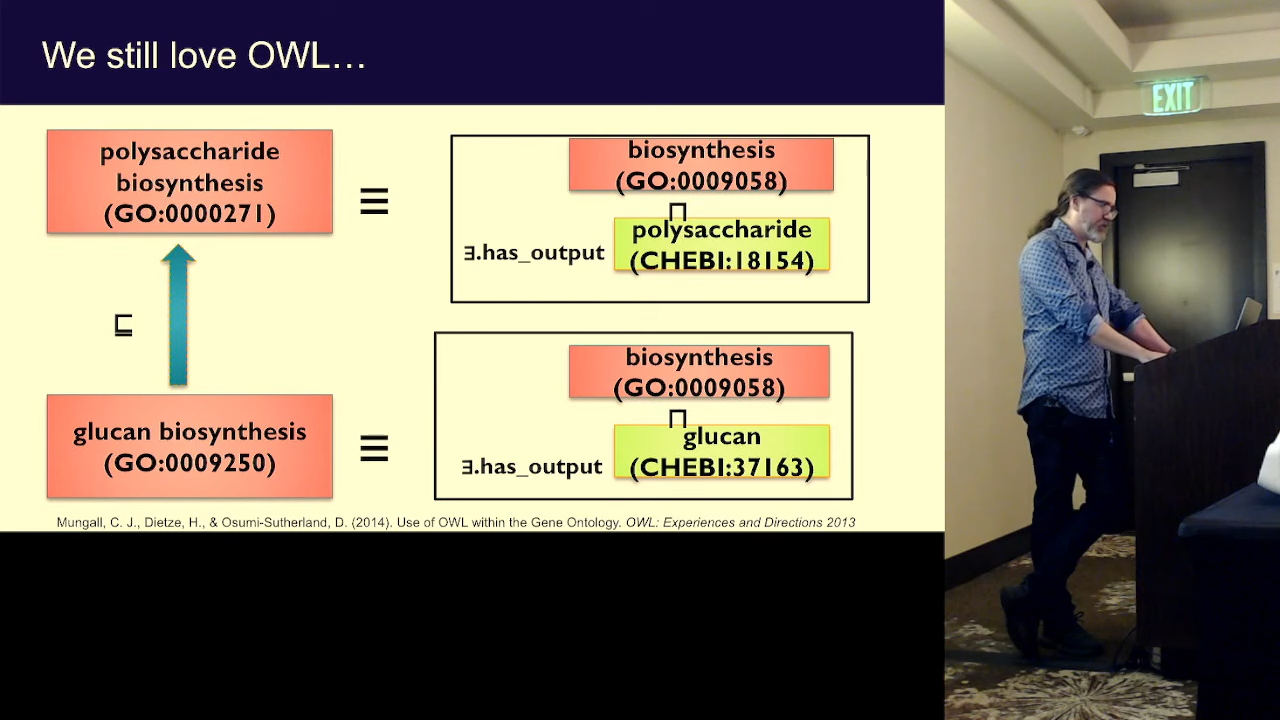 We still love OWL…
polysaccharide
biosynthesis
(GO:0000271)
≡
biosynthesis
(GO:0009058)
⊓
∃.has_output
polysaccharide
(CHEBI:18154)
⊑
glucan biosynthesis
(GO:0009250)
≡
biosynthesis
(GO:0009058)
⊓
∃.has_output
glucan
(CHEBI:37163)
Mungall, C. J., Dietze, H., & Osumi-Sutherland, D. (2014). Use of OWL within the Gene Ontology. OWL: Experiences and Directions 2013
EXIT